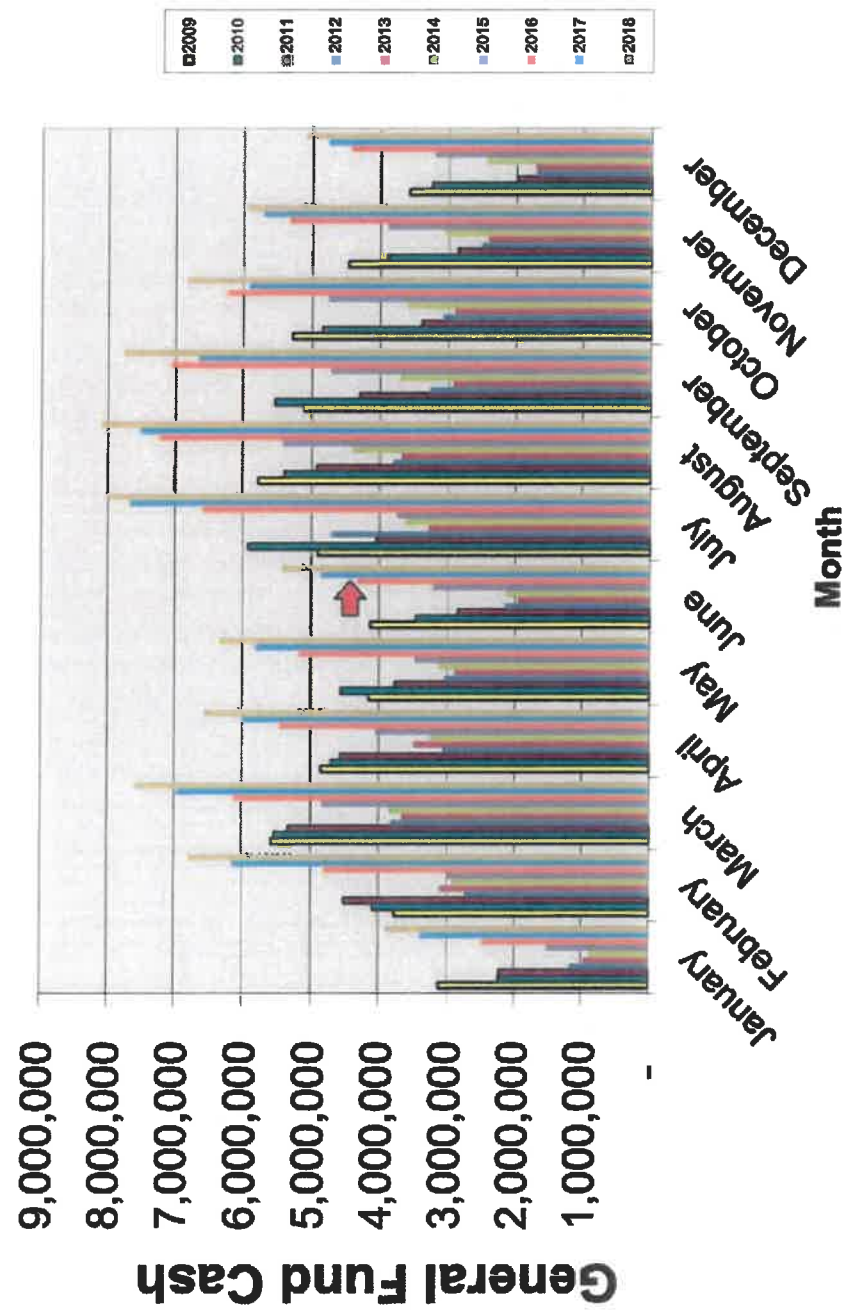 General Fund Cash
9,000,000
8,000,000
7,000,000
6,000,000
5,000,000
4,000,000
3,000,000
2,000,000
1,000,000
-
January
February
March
April
May
June
July
August
September
October
November
December
Month
2009
2010
2011
2012
2013
2014
2015
2016
2017
2018